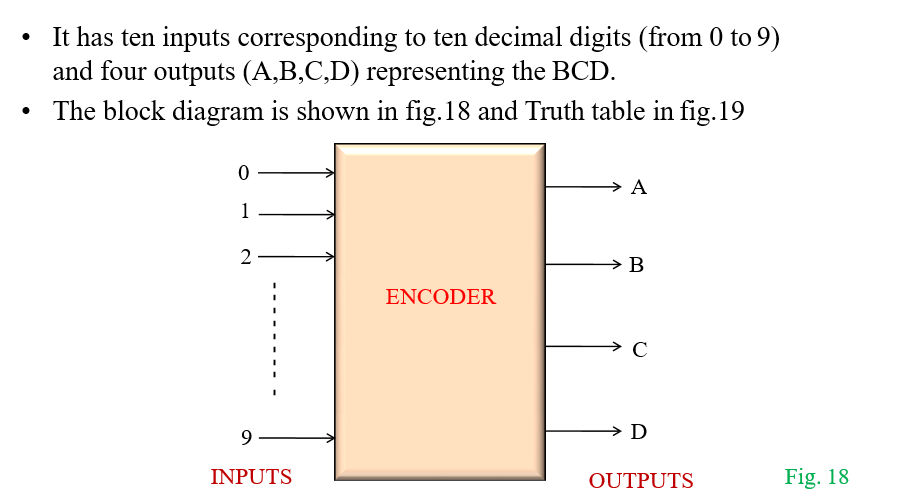 • It has ten inputs corresponding to ten decimal digits (from 0 to 9)
and four outputs (A,B,C,D) representing the BCD.
• The block diagram is shown in fig.18 and Truth table in fig.19
0
A
1
2
B
ENCODER
C
9
D
INPUTS
OUTPUTS
Fig. 18